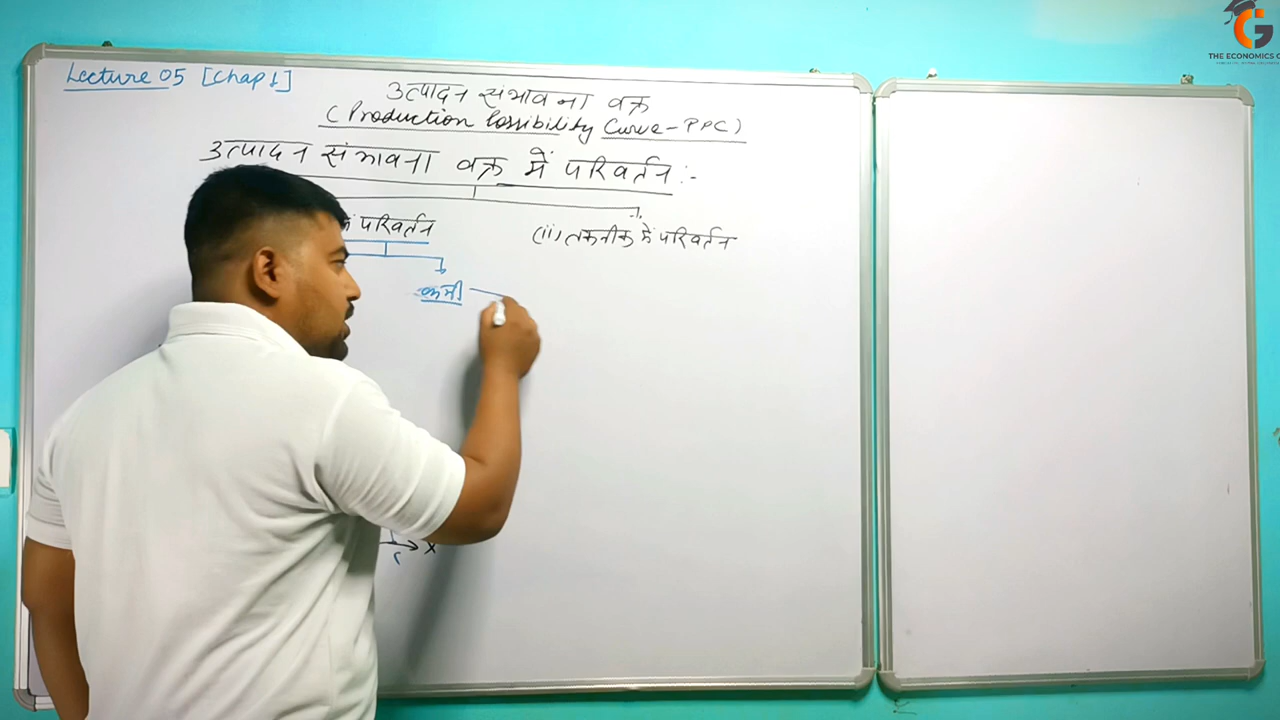 THE ECONOMICS G
Lecture 05 [Chap 1]
उत्पादन संभावना वक्र
(Production Possibility Curve - PPC)
उत्पादन संभावना वक्र में परिवर्तन :-
में परिवर्तन
(ii) तकनीक में परिवर्तन
कमी
X